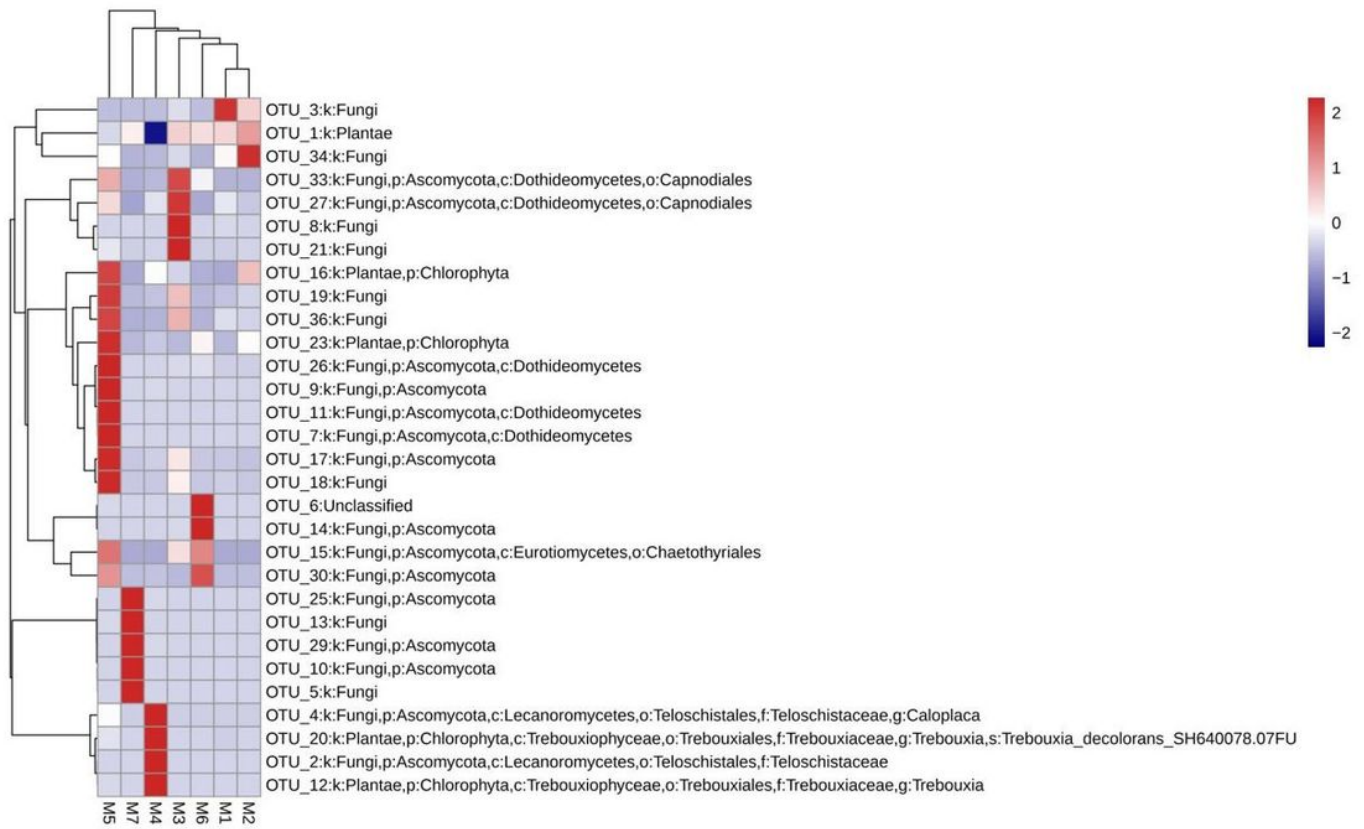 OTU_3:k:Fungi
OTU_1:k:Plantae
OTU_34:k:Fungi
OTU_33:k:Fungi,p:Ascomycota,c:Dothideomycetes,o:Capnodiales
OTU_27:k:Fungi,p:Ascomycota,c:Dothideomycetes,o:Capnodiales
OTU_8:k:Fungi
OTU_21:k:Fungi
OTU_16:k:Plantae,p:Chlorophyta
OTU_19:k:Fungi
OTU_36:k:Fungi
OTU_23:k:Plantae,p:Chlorophyta
OTU_26:k:Fungi,p:Ascomycota,c:Dothideomycetes
OTU_9:k:Fungi,p:Ascomycota
OTU_11:k:Fungi,p:Ascomycota,c:Dothideomycetes
OTU_7:k:Fungi,p:Ascomycota,c:Dothideomycetes
OTU_17:k:Fungi,p:Ascomycota
OTU_18:k:Fungi
OTU_6:Unclassified
OTU_14:k:Fungi,p:Ascomycota
OTU_15:k:Fungi,p:Ascomycota,c:Eurotiomycetes,o:Chaetothyriales
OTU_30:k:Fungi,p:Ascomycota
OTU_25:k:Fungi,p:Ascomycota
OTU_13:k:Fungi
OTU_29:k:Fungi,p:Ascomycota
OTU_10:k:Fungi,p:Ascomycota
OTU_5:k:Fungi
OTU_4:k:Fungi,p:Ascomycota,c:Lecanoromycetes,o:Teloschistales,f:Teloschistaceae,g:Caloplaca
OTU_20:k:Plantae,p:Chlorophyta,c:Trebouxiophyceae,o:Trebouxiales,f:Trebouxiaceae,g:Trebouxia,s:Trebouxia_decolorans_SH640078.07FU
OTU_2:k:Fungi,p:Ascomycota,c:Lecanoromycetes,o:Teloschistales,f:Teloschistaceae
OTU_12:k:Plantae,p:Chlorophyta,c:Trebouxiophyceae,o:Trebouxiales,f:Trebouxiaceae,g:Trebouxia
M5 M7 M4 M3 M6 M1 M2
2
1
0
−1
−2